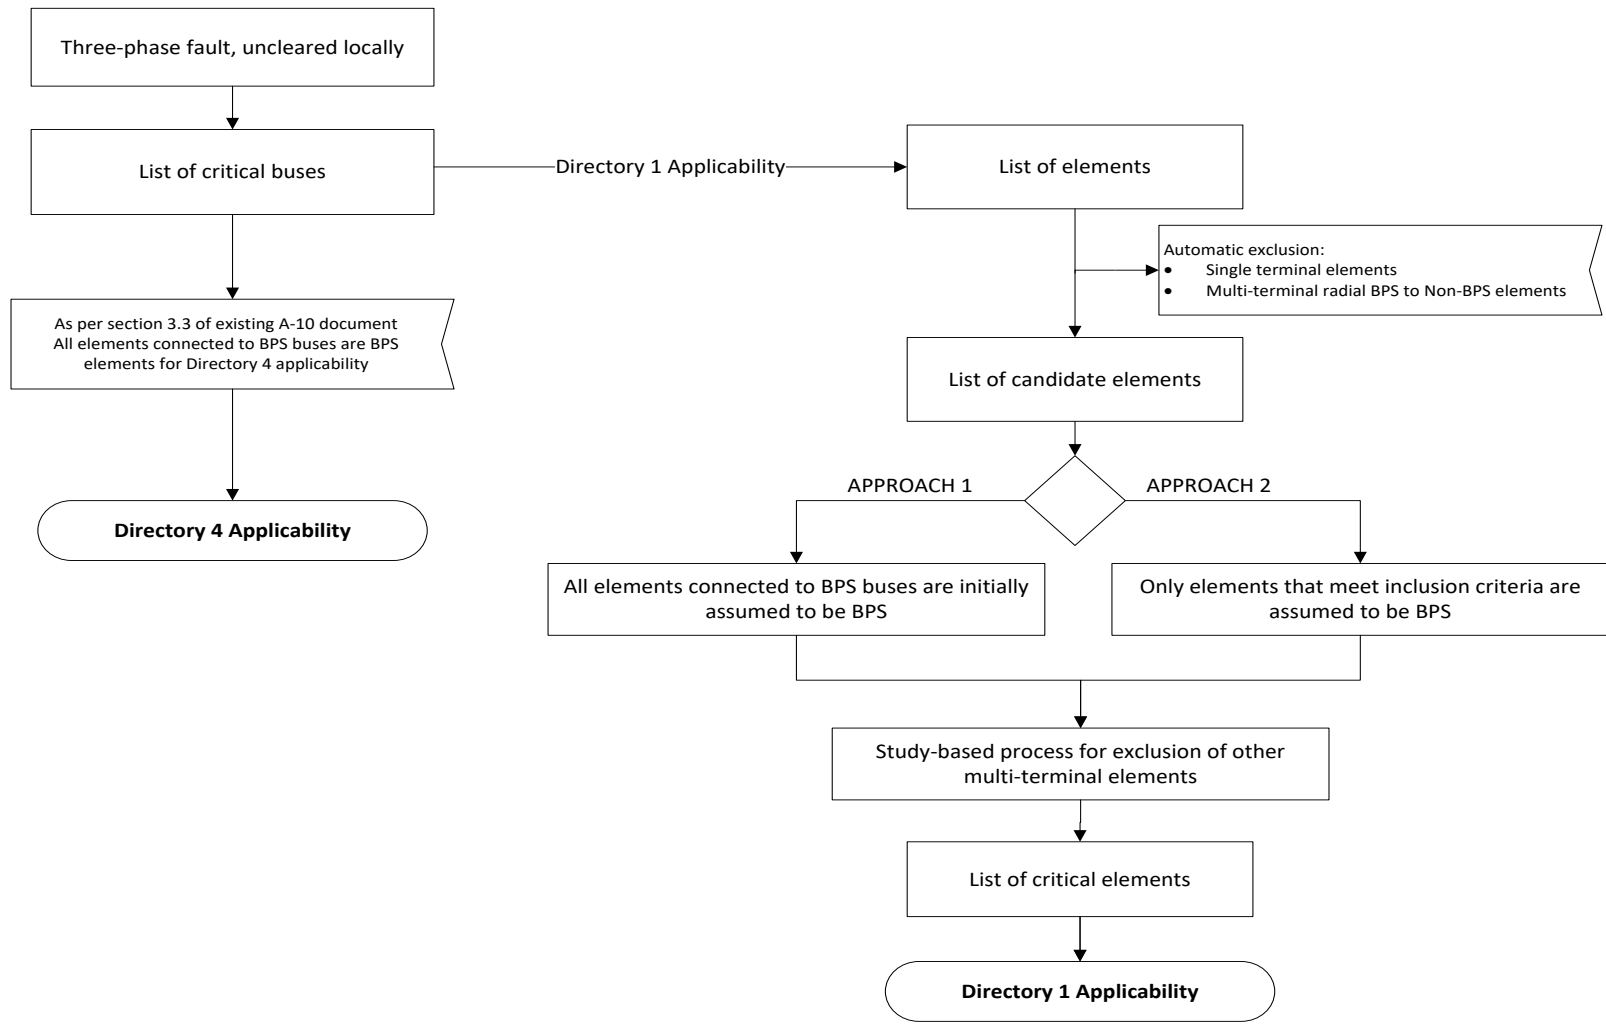 Three-phase fault, uncleared locally
List of critical buses
Directory 1 Applicability
List of elements
Automatic exclusion:
• Single terminal elements
• Multi-terminal radial BPS to Non-BPS elements
As per section 3.3 of existing A-10 document
All elements connected to BPS buses are BPS
elements for Directory 4 applicability
List of candidate elements
APPROACH 1
APPROACH 2
Directory 4 Applicability
All elements connected to BPS buses are initially
assumed to be BPS
Only elements that meet inclusion criteria are
assumed to be BPS
Study-based process for exclusion of other
multi-terminal elements
List of critical elements
Directory 1 Applicability